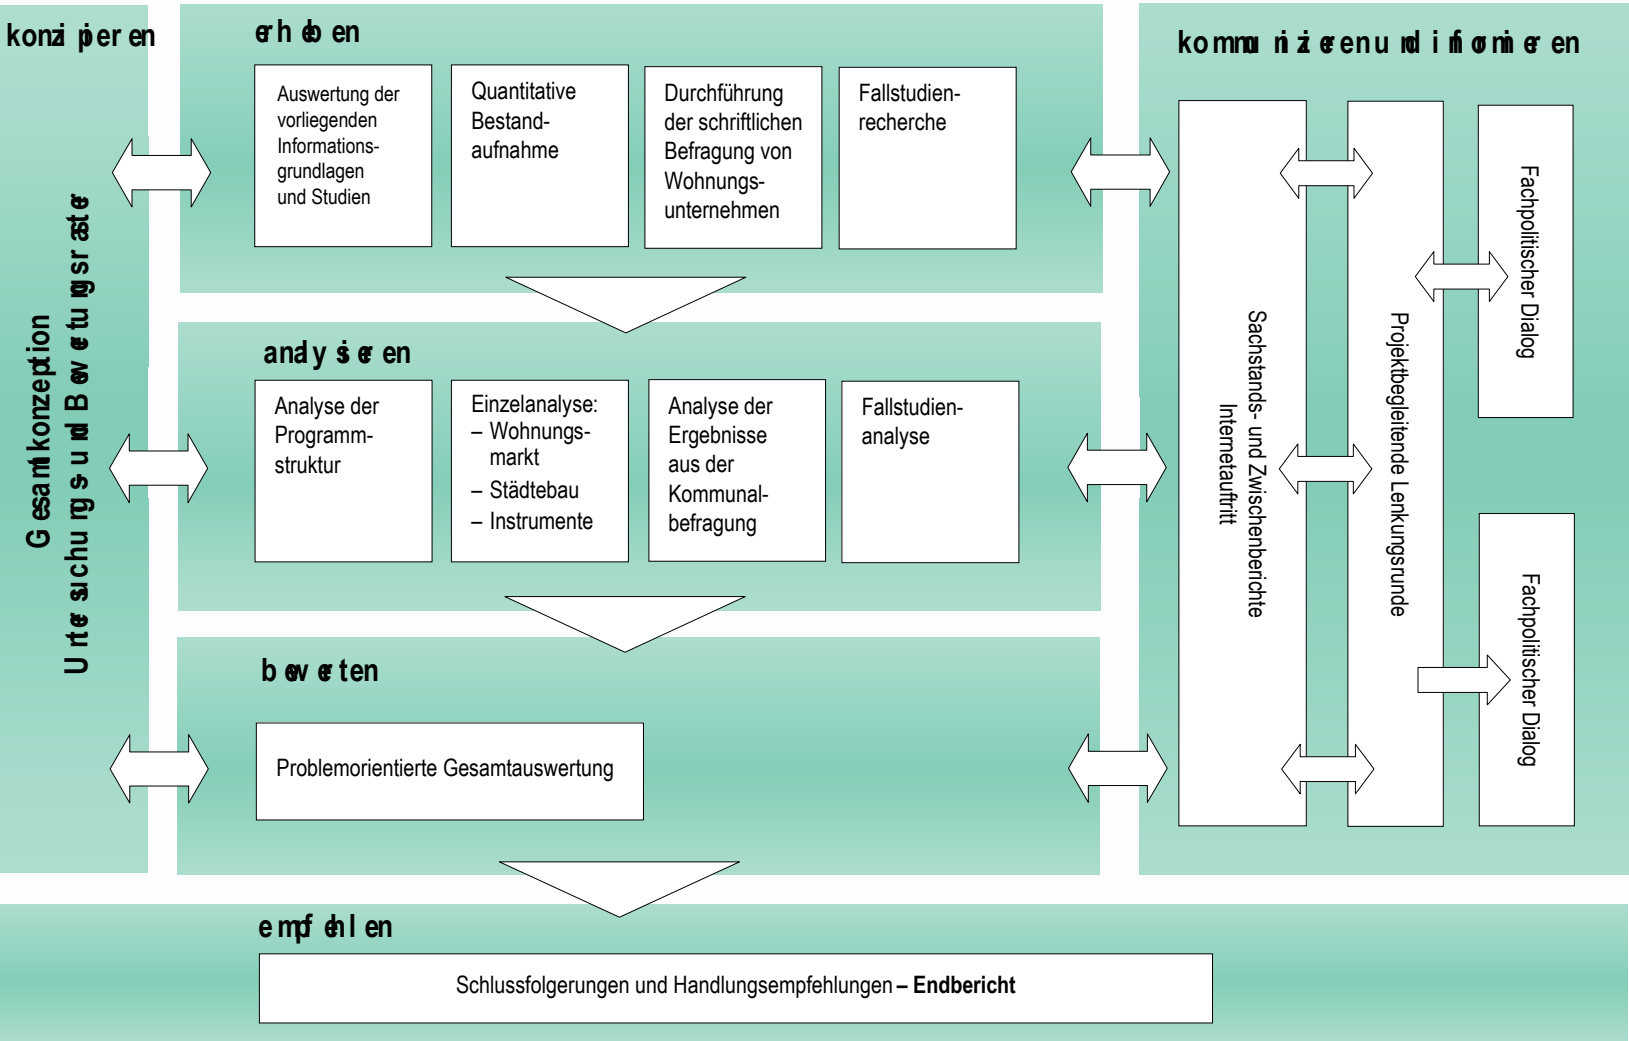 konzipieren
Gesamtkonzeption
Untersuchungs- und Bewertungsraster
erheben
Auswertung der
vorliegenden
Informations-
grundlagen
und Studien
Quantitative
Bestand-
aufnahme
Durchführung
der schriftlichen
Befragung von
Wohnungs-
unternehmen
Fallstudien-
recherche
analysieren
Analyse der
Programm-
struktur
Einzelanalyse:
– Wohnungs-
markt
– Städtebau
– Instrumente
Analyse der
Ergebnisse
aus der
Kommunal-
befragung
Fallstudien-
analyse
bewerten
Problemorientierte Gesamtauswertung
kommunizieren und informieren
Sachstands- und Zwischenberichte
Internetauftritt
Projektbegleitende Lenkungsrunde
Fachpolitischer Dialog
Fachpolitischer Dialog
empfehlen
Schlussfolgerungen und Handlungsempfehlungen – Endbericht